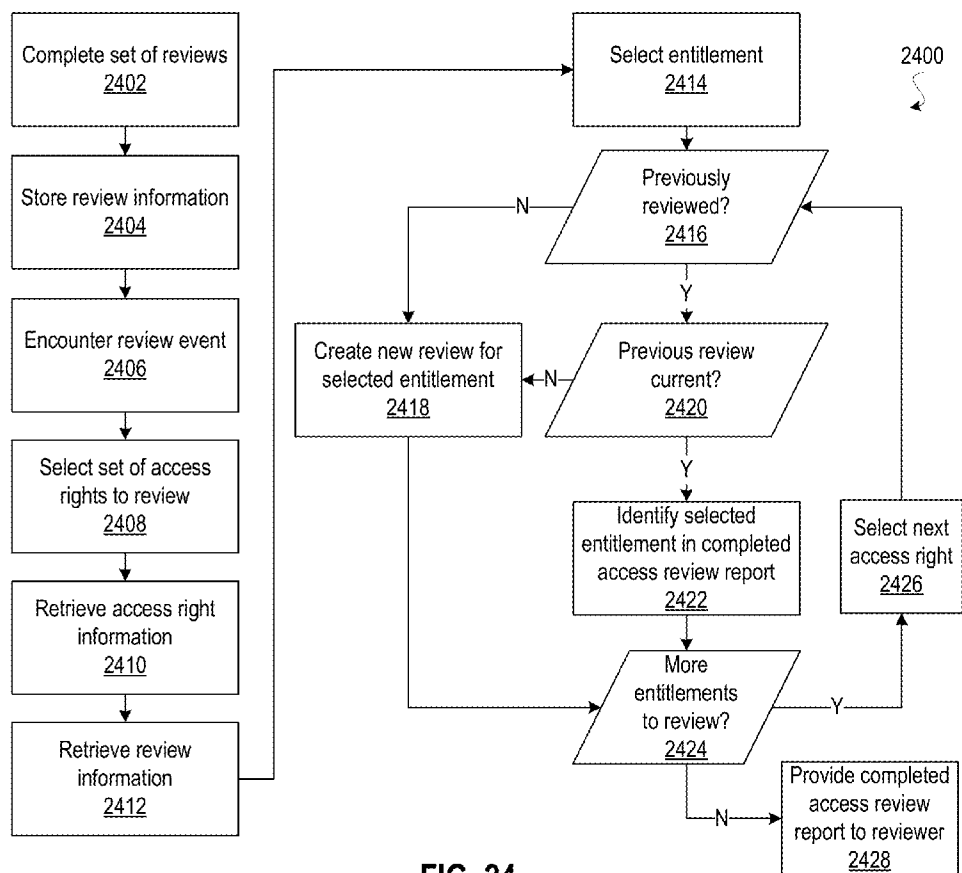 Complete set of reviews
2402
Store review information
2404
Encounter review event
2406
Select set of access
rights to review
2408
Retrieve access right
information
2410
Retrieve review
information
2412
Select entitlement
2414
2400
Previously
reviewed?
2416
N
Y
Create new review for
selected entitlement
2418
N
Previous review
current?
2420
Y
Identify selected
entitlement in completed
access review report
2422
Select next
access right
2426
More
entitlements
to review?
2424
Y
N
Provide completed
access review
report to reviewer
2428
FIG. 24